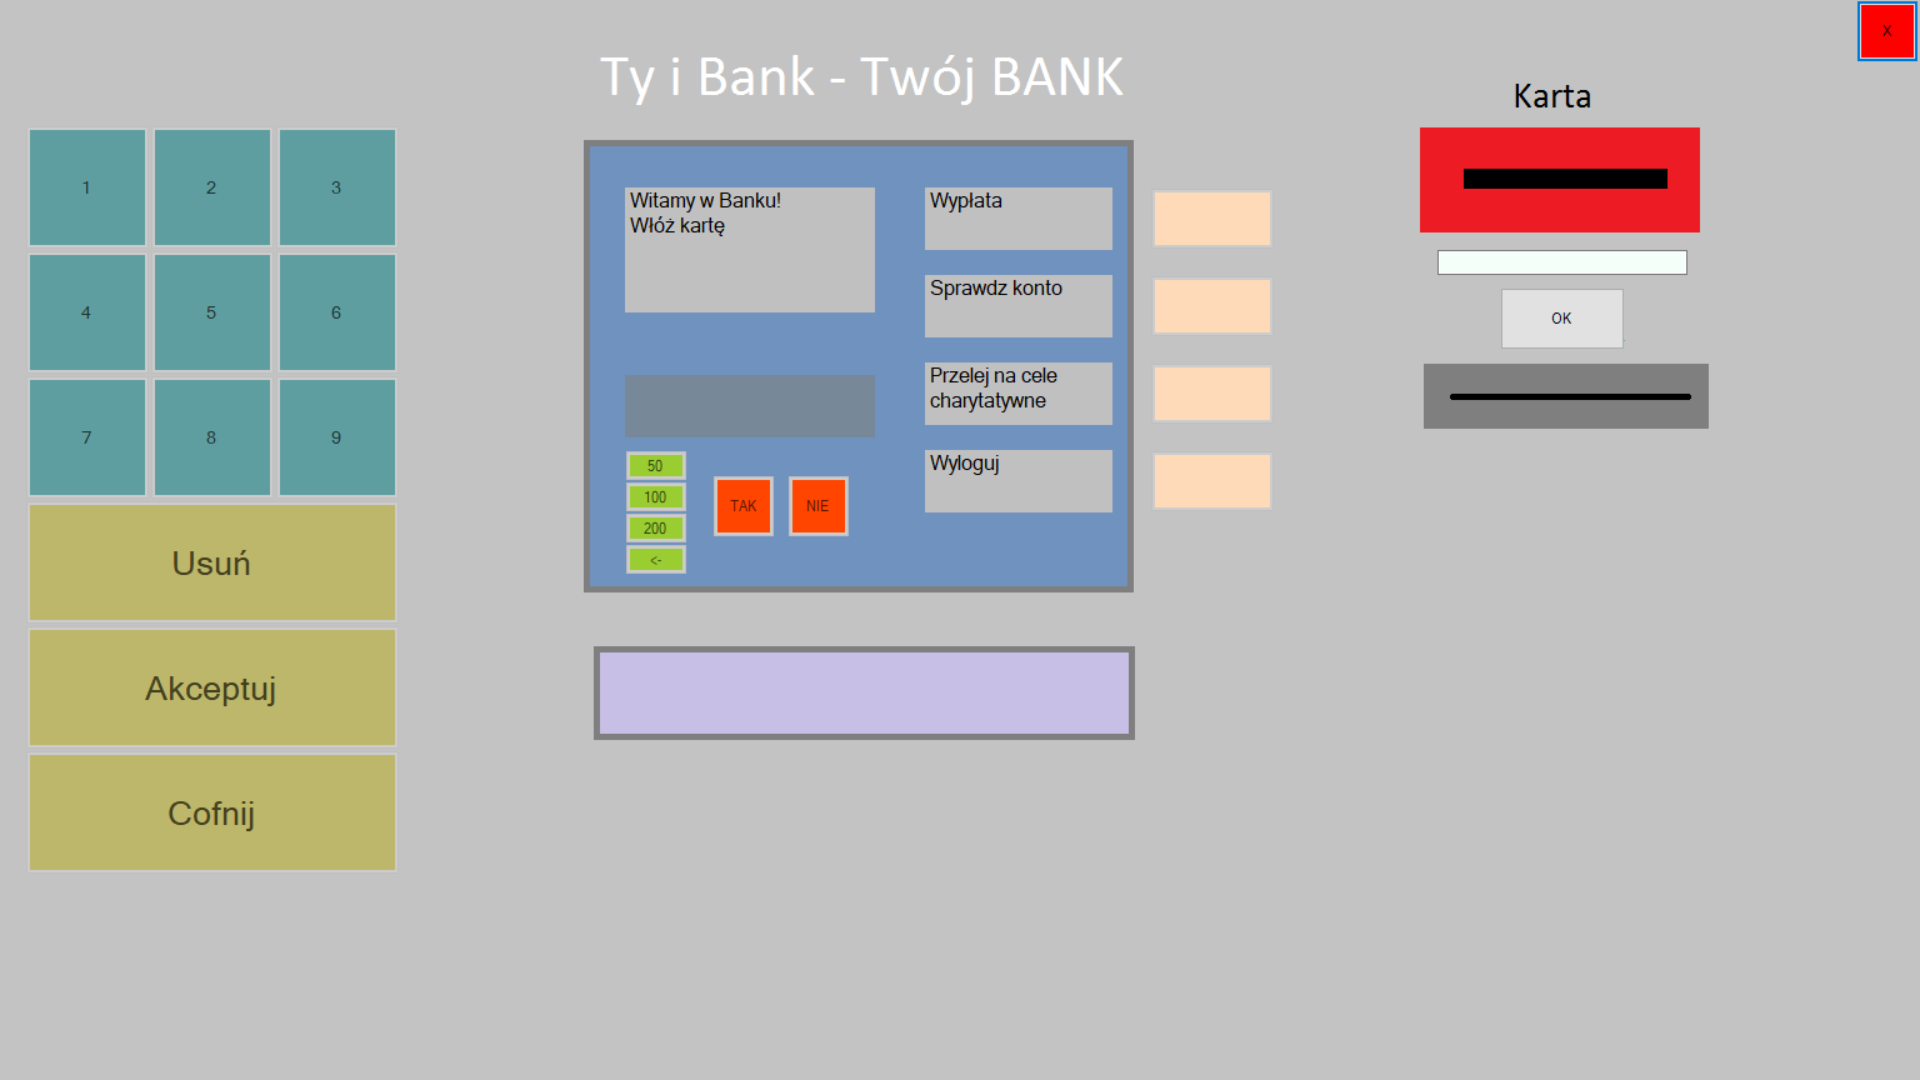 X
Ty i Bank - Twój BANK
Karta
1 2 3
4 5 6
7 8 9
Usuń
Akceptuj
Cofnij
Witamy w Banku!
Włóż kartę
50
100
200
<-
TAK NIE
Wypłata
Sprawdz konto
Przelej na cele
charytatywne
Wyloguj
OK